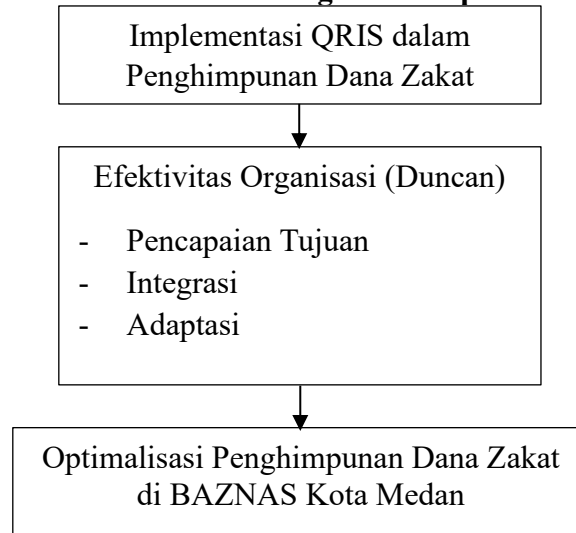 Implementasi QRIS dalam
Penghimpunan Dana Zakat
Efektivitas Organisasi (Duncan)
- Pencapaian Tujuan
- Integrasi
- Adaptasi
Optimalisasi Penghimpunan Dana Zakat
di BAZNAS Kota Medan